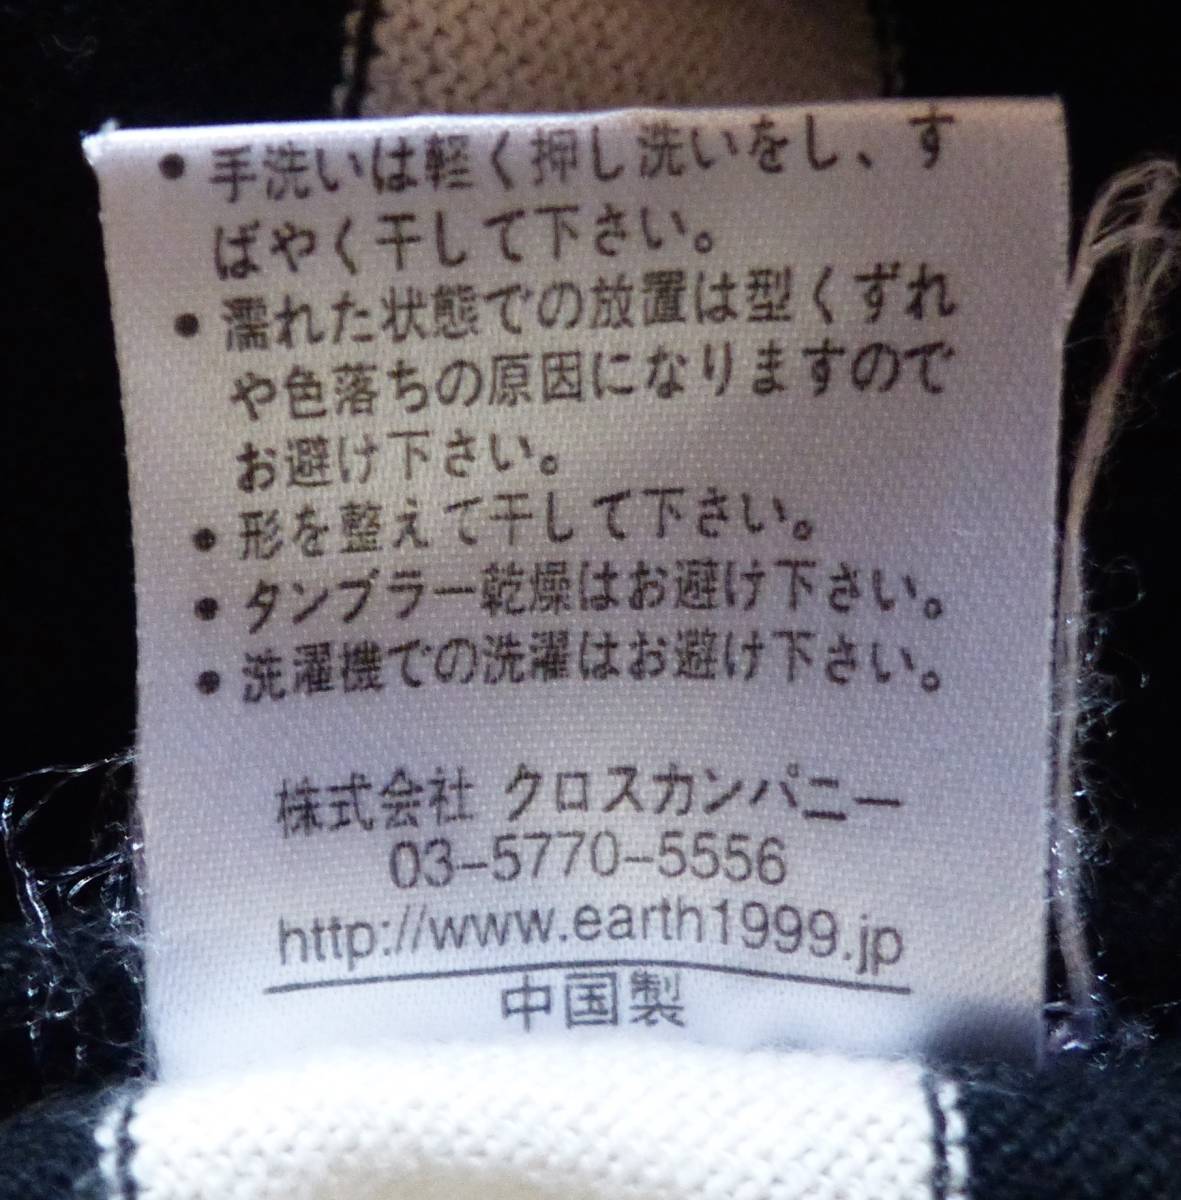 ・手洗いは軽く押し洗いをし、す
ばやく干して下さい。
・濡れた状態での放置は型くずれ
や色落ちの原因になりますので
お避け下さい。
・形を整えて干して下さい。
・タンブラー乾燥はお避け下さい。
・洗濯機での洗濯はお避け下さい。
株式会社 クロスカンパニー
03-5770-5556
http://www.earth1999.jp
中国製